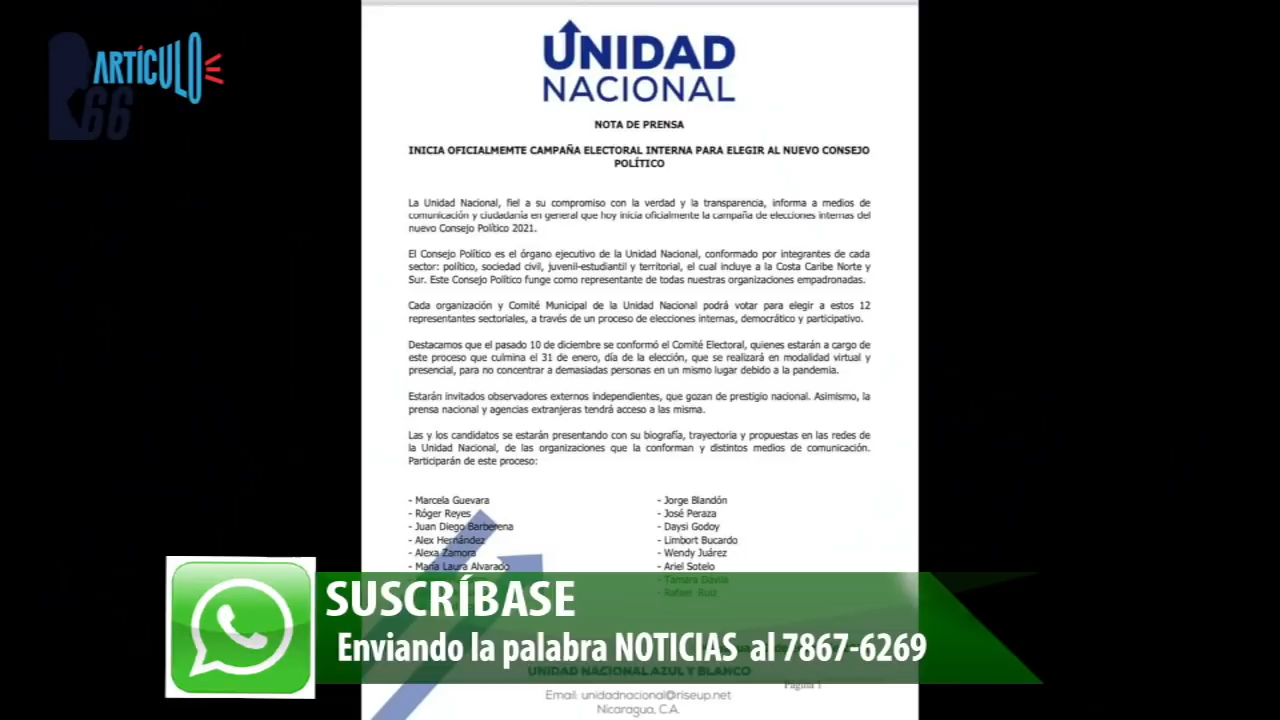 ARTÍCULO
66
UNIDAD
NACIONAL
NOTA DE PRENSA
INICIA OFICIALMEMTE CAMPAÑA ELECTORAL INTERNA PARA ELEGIR AL NUEVO CONSEJO
POLÍTICO
La Unidad Nacional, fiel a su compromiso con la verdad y la transparencia, informa a medios de
comunicación y ciudadanía en general que hoy inicia oficialmente la campaña de elecciones internas del
nuevo Consejo Político 2021.
El Consejo Político es el órgano ejecutivo de la Unidad Nacional, conformado por integrantes de cada
sector: político, sociedad civil, juvenil-estudiantil y territorial, el cual incluye a la Costa Caribe Norte y
Sur. Este Consejo Político funge como representante de todas nuestras organizaciones empadronadas.
Cada organización y Comité Municipal de la Unidad Nacional podrá votar para elegir a estos 12
representantes sectoriales, a través de un proceso de elecciones internas, democrático y participativo.
Destacamos que el pasado 10 de diciembre se conformó el Comité Electoral, quienes estarán a cargo de
este proceso que culmina el 31 de enero, día de la elección, que se realizará en modalidad virtual y
presencial, para no concentrar a demasiadas personas en un mismo lugar debido a la pandemia.
Estarán invitados observadores externos independientes, que gozan de prestigio nacional. Asimismo, la
prensa nacional y agencias extranjeras tendrá acceso a las misma.
Las y los candidatos se estarán presentando con su biografía, trayectoria y propuestas en las redes de
la Unidad Nacional, de las organizaciones que la conforman y distintos medios de comunicación.
Participarán de este proceso:
- Marcela Guevara
- Róger Reyes
- Juan Diego Barberena
- Alex Hernández
- Alexa Zamora
- María Laura Alvarado
- Jorge Blandón
- José Peraza
- Daysi Godoy
- Limbort Bucardo
- Wendy Juárez
- Ariel Sotelo
- Tamara Dávila
- Rafael Ruiz
SUSCRÍBASE
Enviando la palabra NOTICIAS al 7867-6269
UNIDAD NACIONAL AZUL Y BLANCO
Página 1
Email: unidadnacional@riseup.net
Nicaragua, C.A.